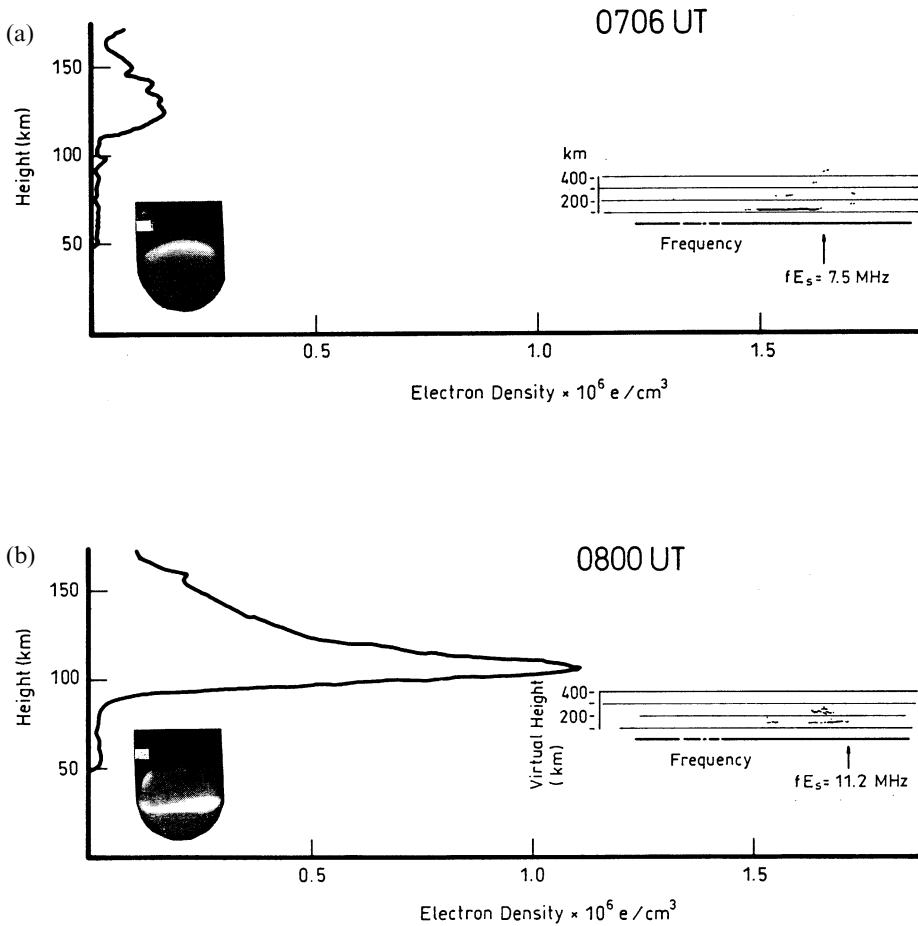 (a)
0706 UT
150
100
50
Height (km)
km
400
200
Frequency
fEs = 7.5 MHz
0.5
1.0
1.5
Electron Density × 10⁶ e/cm³
(b)
0800 UT
150
100
50
Height (km)
400
200
Virtual Height
(km)
Frequency
fEs = 11.2 MHz
0.5
1.0
1.5
Electron Density × 10⁶ e/cm³